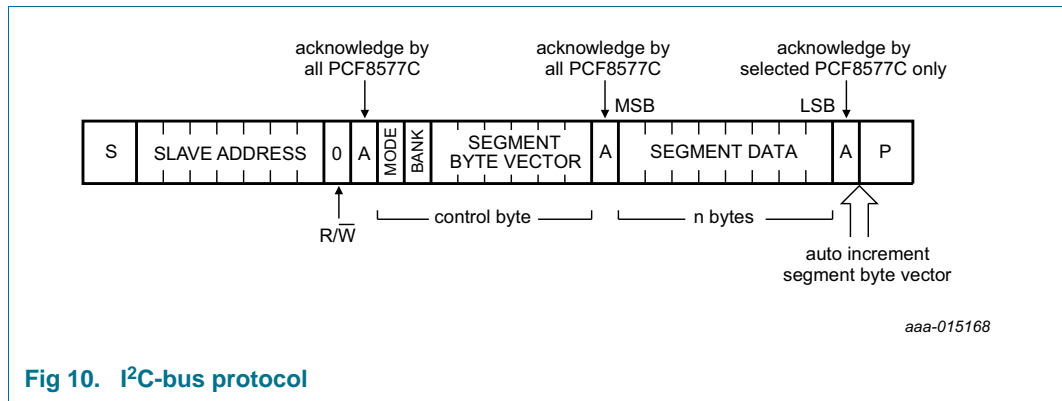 acknowledge by
all PCF8577C
acknowledge by
all PCF8577C
acknowledge by
selected PCF8577C only
MSB
LSB
S
SLAVE ADDRESS
0
A
MODE
BANK
SEGMENT
BYTE VECTOR
A
SEGMENT DATA
A
P
R/W̅
control byte
n bytes
auto increment
segment byte vector
aaa-015168
Fig 10. I²C-bus protocol